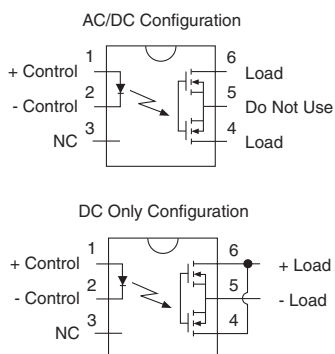 AC/DC Configuration
1 6
+ Control Load
2 5
- Control Do Not Use
3 4
NC Load
DC Only Configuration
1 6
+ Control + Load
2 5
- Control - Load
3 4
NC